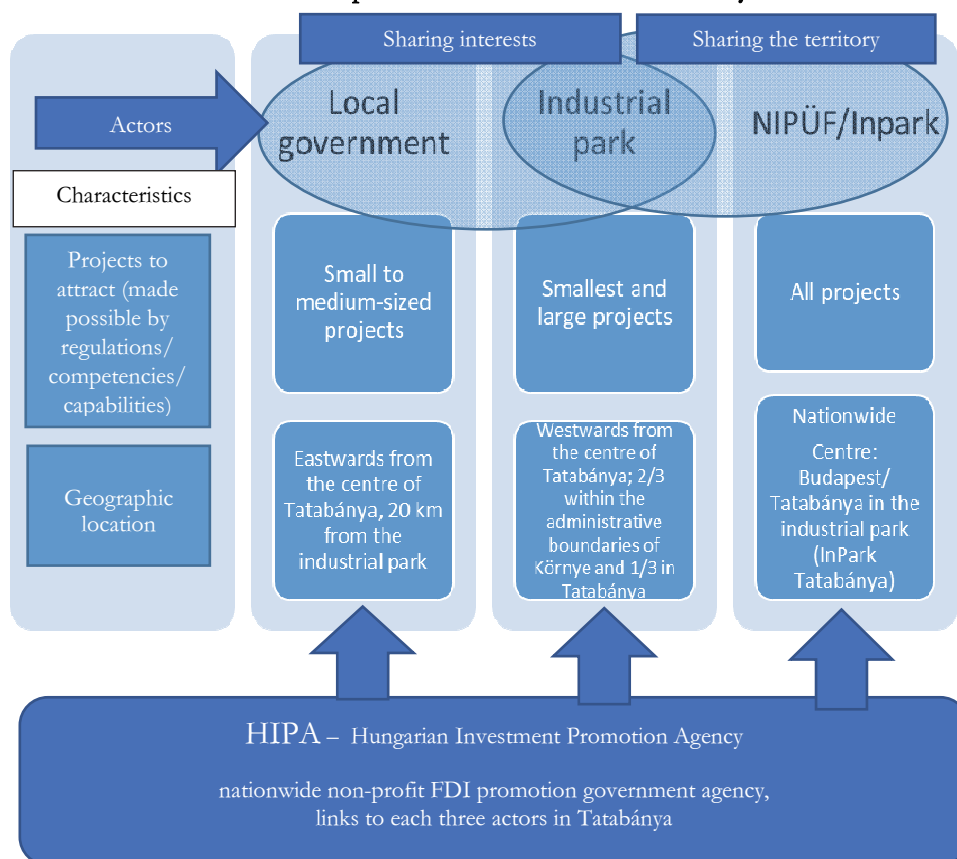 Sharing interests
Sharing the territory
Actors
Local
government
Industrial
park
NIPÜF/Inpark
Characteristics
Projects to
attract (made
possible by
regulations/
competencies/
capabilities)
Small to
medium-sized
projects
Smallest and
large projects
All projects
Geographic
location
Eastwards from
the centre of
Tatabánya, 20 km
from the
industrial park
Westwards from
the centre of
Tatabánya; 2/3
within the
administrative
boundaries of
Környe and 1/3 in
Tatabánya
Nationwide
Centre:
Budapest/
Tatabánya in the
industrial park
(InPark
Tatabánya)
HIPA – Hungarian Investment Promotion Agency
nationwide non-profit FDI promotion government agency,
links to each three actors in Tatabánya